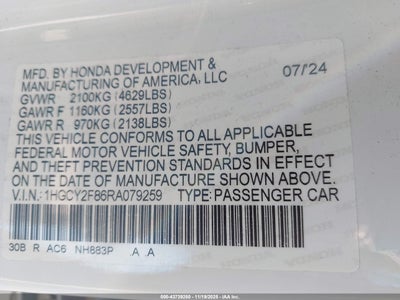 MFD. BY HONDA DEVELOPMENT & 07/24
MANUFACTURING OF AMERICA, LLC
GVWR 2100KG (4629LBS)
GAWR F 1160KG (2557LBS)
GAWR R 970KG (2138LBS)
THIS VEHICLE CONFORMS TO ALL APPLICABLE
FEDERAL MOTOR VEHICLE SAFETY, BUMPER,
AND THEFT PREVENTION STANDARDS IN EFFECT
ON THE DATE OF MANUFACTURE SHOWN ABOVE.
V.I.N.: 1HGCY2F86RA079259 TYPE: PASSENGER CAR
30B R AC6 NH883P A A